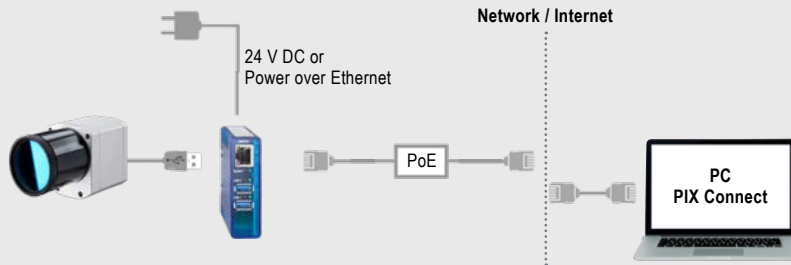 Network / Internet
24 V DC or
Power over Ethernet
PoE
PC
PIX Connect